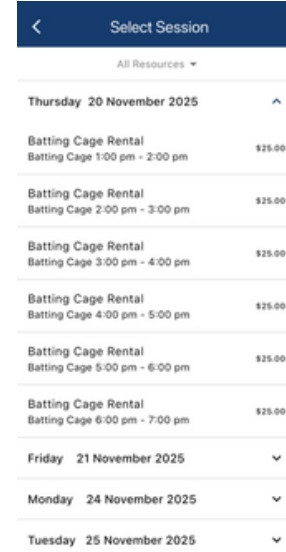 Select Session
All Resources
Thursday 20 November 2025
Batting Cage Rental
Batting Cage 1:00 pm - 2:00 pm
$25.00
Batting Cage Rental
Batting Cage 2:00 pm - 3:00 pm
$25.00
Batting Cage Rental
Batting Cage 3:00 pm - 4:00 pm
$25.00
Batting Cage Rental
Batting Cage 4:00 pm - 5:00 pm
$25.00
Batting Cage Rental
Batting Cage 5:00 pm - 6:00 pm
$25.00
Batting Cage Rental
Batting Cage 6:00 pm - 7:00 pm
$25.00
Friday 21 November 2025
Monday 24 November 2025
Tuesday 25 November 2025